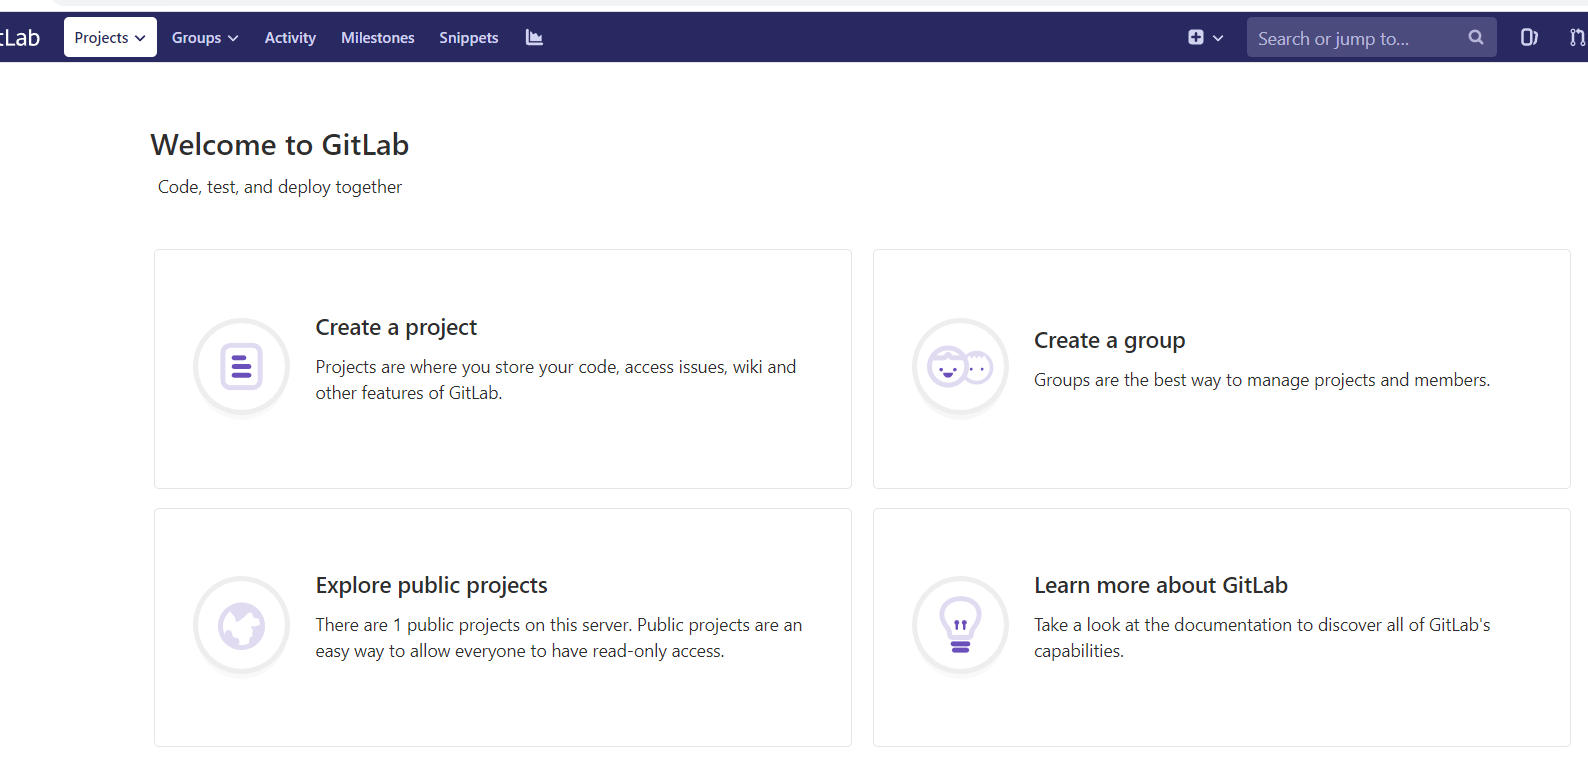 tLab Projects Groups Activity Milestones Snippets Search or jump to...
Welcome to GitLab
Code, test, and deploy together
Create a project
Projects are where you store your code, access issues, wiki and
other features of GitLab.
Create a group
Groups are the best way to manage projects and members.
Explore public projects
There are 1 public projects on this server. Public projects are an
easy way to allow everyone to have read-only access.
Learn more about GitLab
Take a look at the documentation to discover all of GitLab's
capabilities.